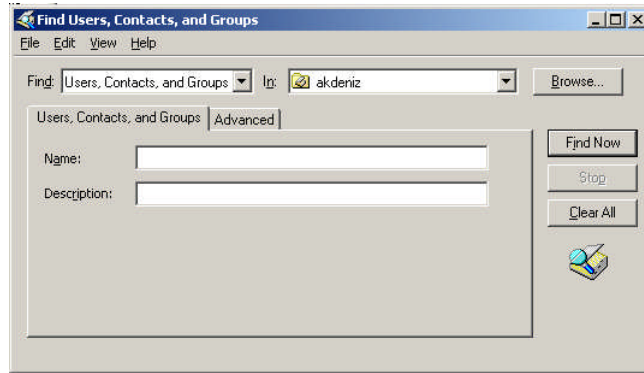 Find Users, Contacts, and Groups
File Edit View Help
Find: Users, Contacts, and Groups In: akdeniz Browse...
Users, Contacts, and Groups Advanced
Find Now
Name:
Stop
Description:
Clear All